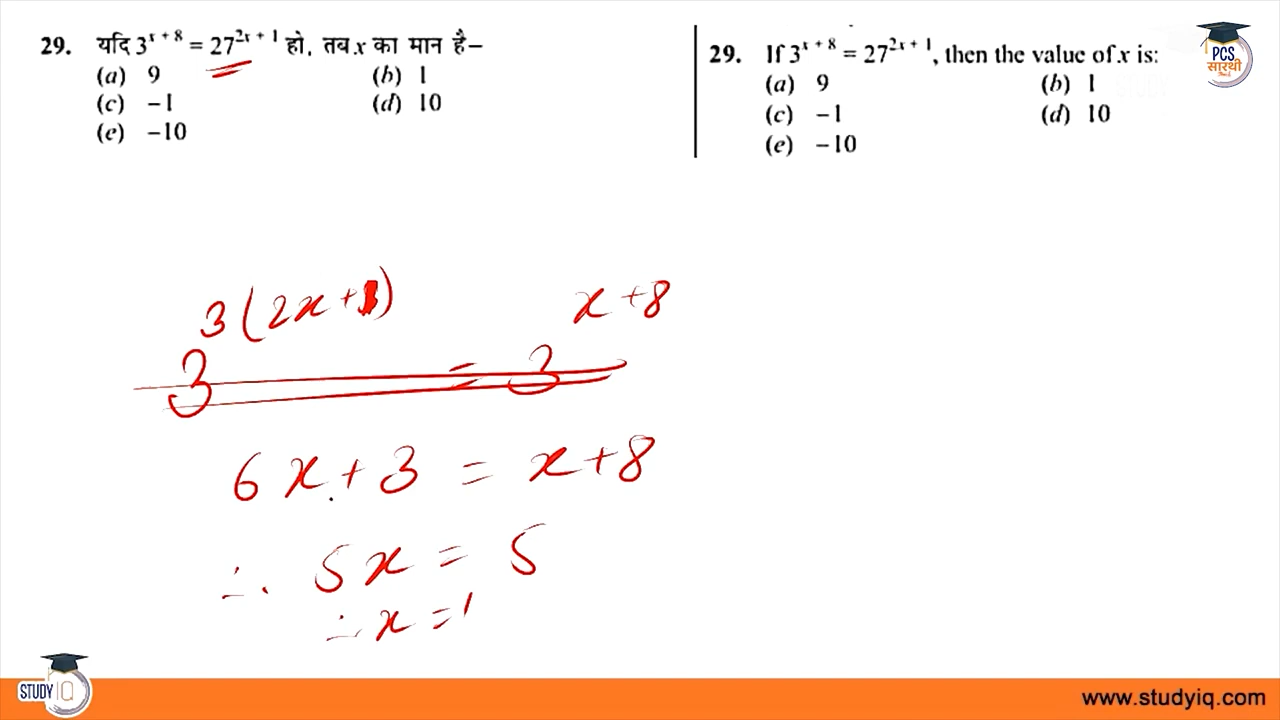 29. यदि 3^{x + 8} = 27^{2x + 1} हो, तब x का मान है–
(a) 9 (b) 1
(c) –1 (d) 10
(e) –10
29. If 3^{x + 8} = 27^{2x + 1}, then the value of x is:
(a) 9 (b) 1
(c) –1 (d) 10
(e) –10
PCS
सारथी
3^{3(2x+1)} = 3^{x+8}
6x+3 = x+8
∴ 5x = 5
∴ x = 1
STUDY IQ
www.studyiq.com